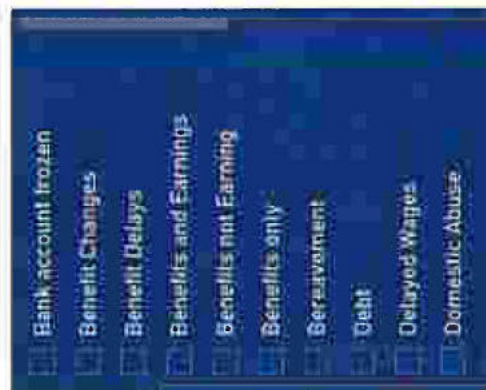 Bank account frozen
Benefit Changes
Benefit Delays
Benefits and Earnings
Benefits not Earning
Benefits only
Bereavement
Debt
Delayed Wages
Domestic Abuse